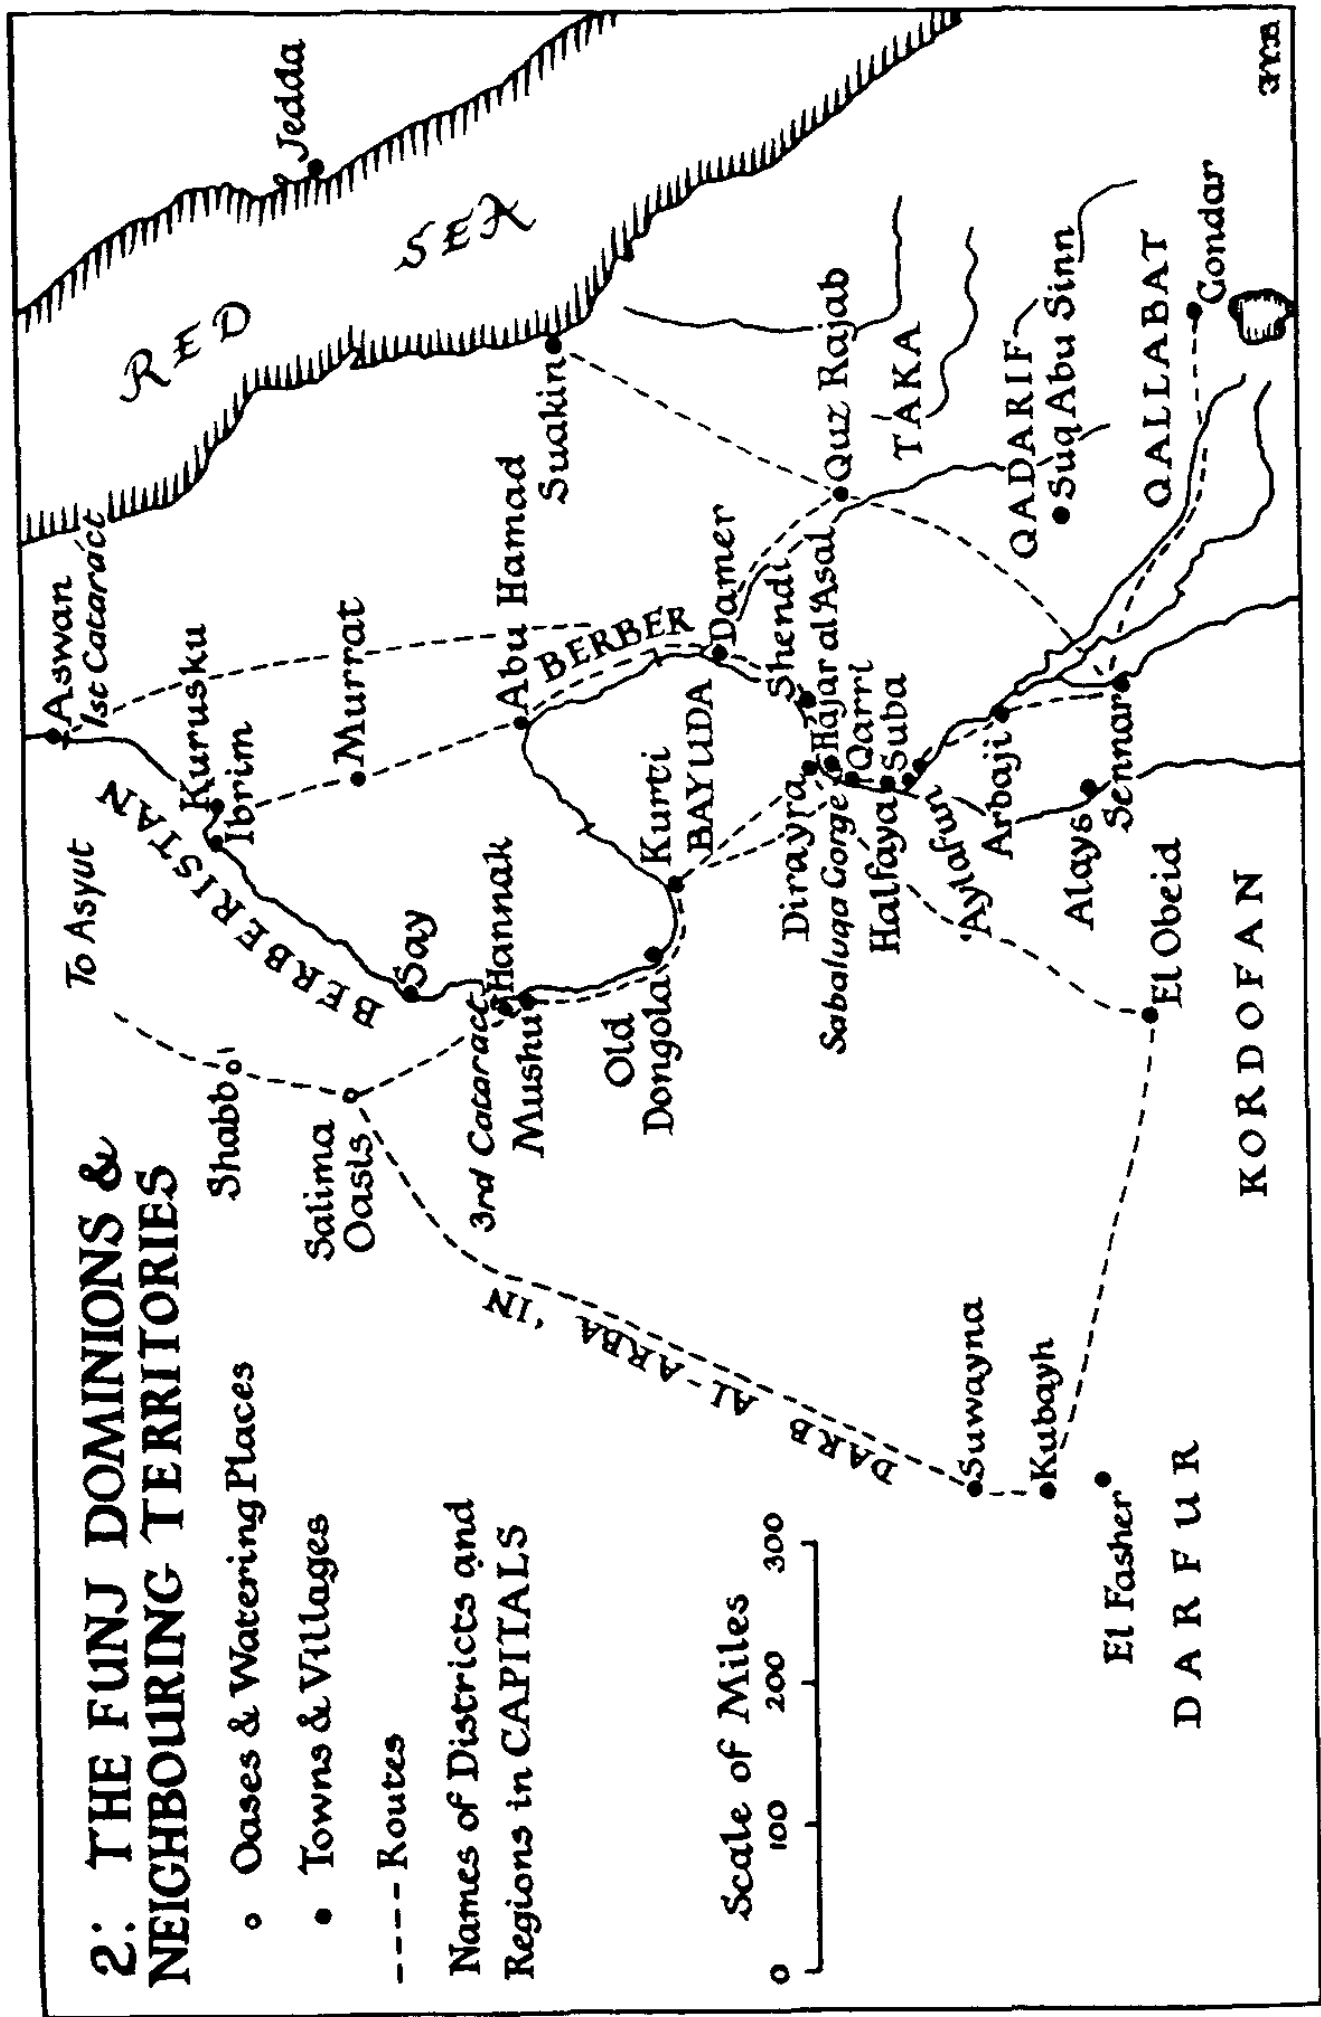 2: THE FUNJ DOMINIONS &
NEIGHBOURING TERRITORIES
Oases & Watering Places
Towns & Villages
Routes
Names of Districts and
Regions in CAPITALS
Scale of Miles
0 100 200 300
To Asyut
Aswan
1st Cataract
RED
SEA
Jedda
Kurusku
Ibrim
BERBERISTAN
Shabb
Murrat
Salima
Oasis
Say
3rd Cataract
Hannak
Mushu
Abu Hamad
Suakin
BERBER
Old
Dongola
Kurti
BAYUDA
Damer
Shendi
Hajar al 'Asal
Quz Rajab
TAKA
Dirayra
Sabaluqa Gorge
Qarri
Halfaya
Suba
'Aylafun
Arbaji
QADARIF
Suq Abu Sinn
Alays
Sennar
QALLABAT
Gondar
DARB AL-ARBA 'IN
Suwayna
Kubayh
El Fasher
El Obeid
DARFUR
KORDOFAN